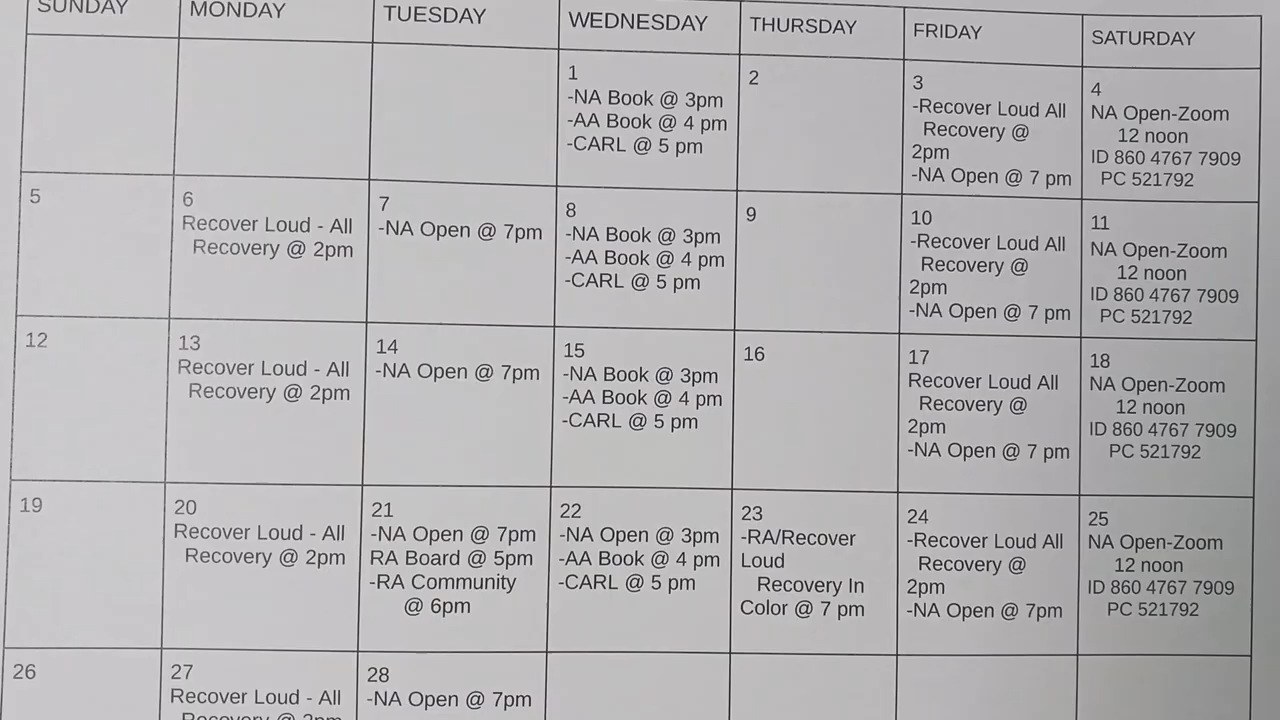 SUNDAY MONDAY TUESDAY WEDNESDAY THURSDAY FRIDAY SATURDAY
1
-NA Book @ 3pm
-AA Book @ 4 pm
-CARL @ 5 pm
2
3
-Recover Loud All
Recovery @
2pm
-NA Open @ 7 pm
4
NA Open-Zoom
12 noon
ID 860 4767 7909
PC 521792
5
6
Recover Loud - All
Recovery @ 2pm
7
-NA Open @ 7pm
8
-NA Book @ 3pm
-AA Book @ 4 pm
-CARL @ 5 pm
9
10
-Recover Loud All
Recovery @
2pm
-NA Open @ 7 pm
11
NA Open-Zoom
12 noon
ID 860 4767 7909
PC 521792
12
13
Recover Loud - All
Recovery @ 2pm
14
-NA Open @ 7pm
15
-NA Book @ 3pm
-AA Book @ 4 pm
-CARL @ 5 pm
16
17
Recover Loud All
Recovery @
2pm
-NA Open @ 7 pm
18
NA Open-Zoom
12 noon
ID 860 4767 7909
PC 521792
19
20
Recover Loud - All
Recovery @ 2pm
21
-NA Open @ 7pm
RA Board @ 5pm
-RA Community
@ 6pm
22
-NA Open @ 3pm
-AA Book @ 4 pm
-CARL @ 5 pm
23
-RA/Recover
Loud
Recovery In
Color @ 7 pm
24
-Recover Loud All
Recovery @
2pm
-NA Open @ 7pm
25
NA Open-Zoom
12 noon
ID 860 4767 7909
PC 521792
26
27
Recover Loud - All
Recovery @ 2pm
28
-NA Open @ 7pm